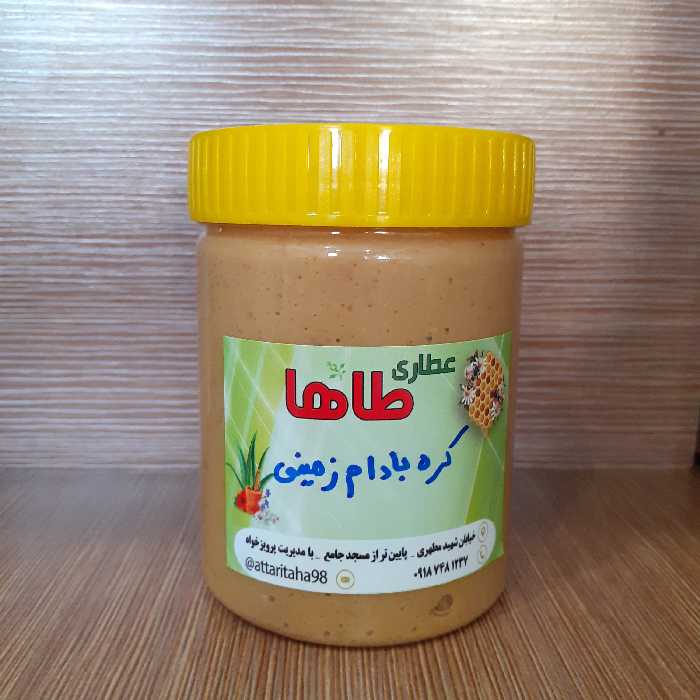 عطاری
طاها
کره بادام زمینی
خیابان شهید مطهری _ پایین تر از مسجد جامع _ با مدیریت پرویزخواه
۰۹۱۸ ۷۴۸ ۱۲۳۷
@attaritaha98